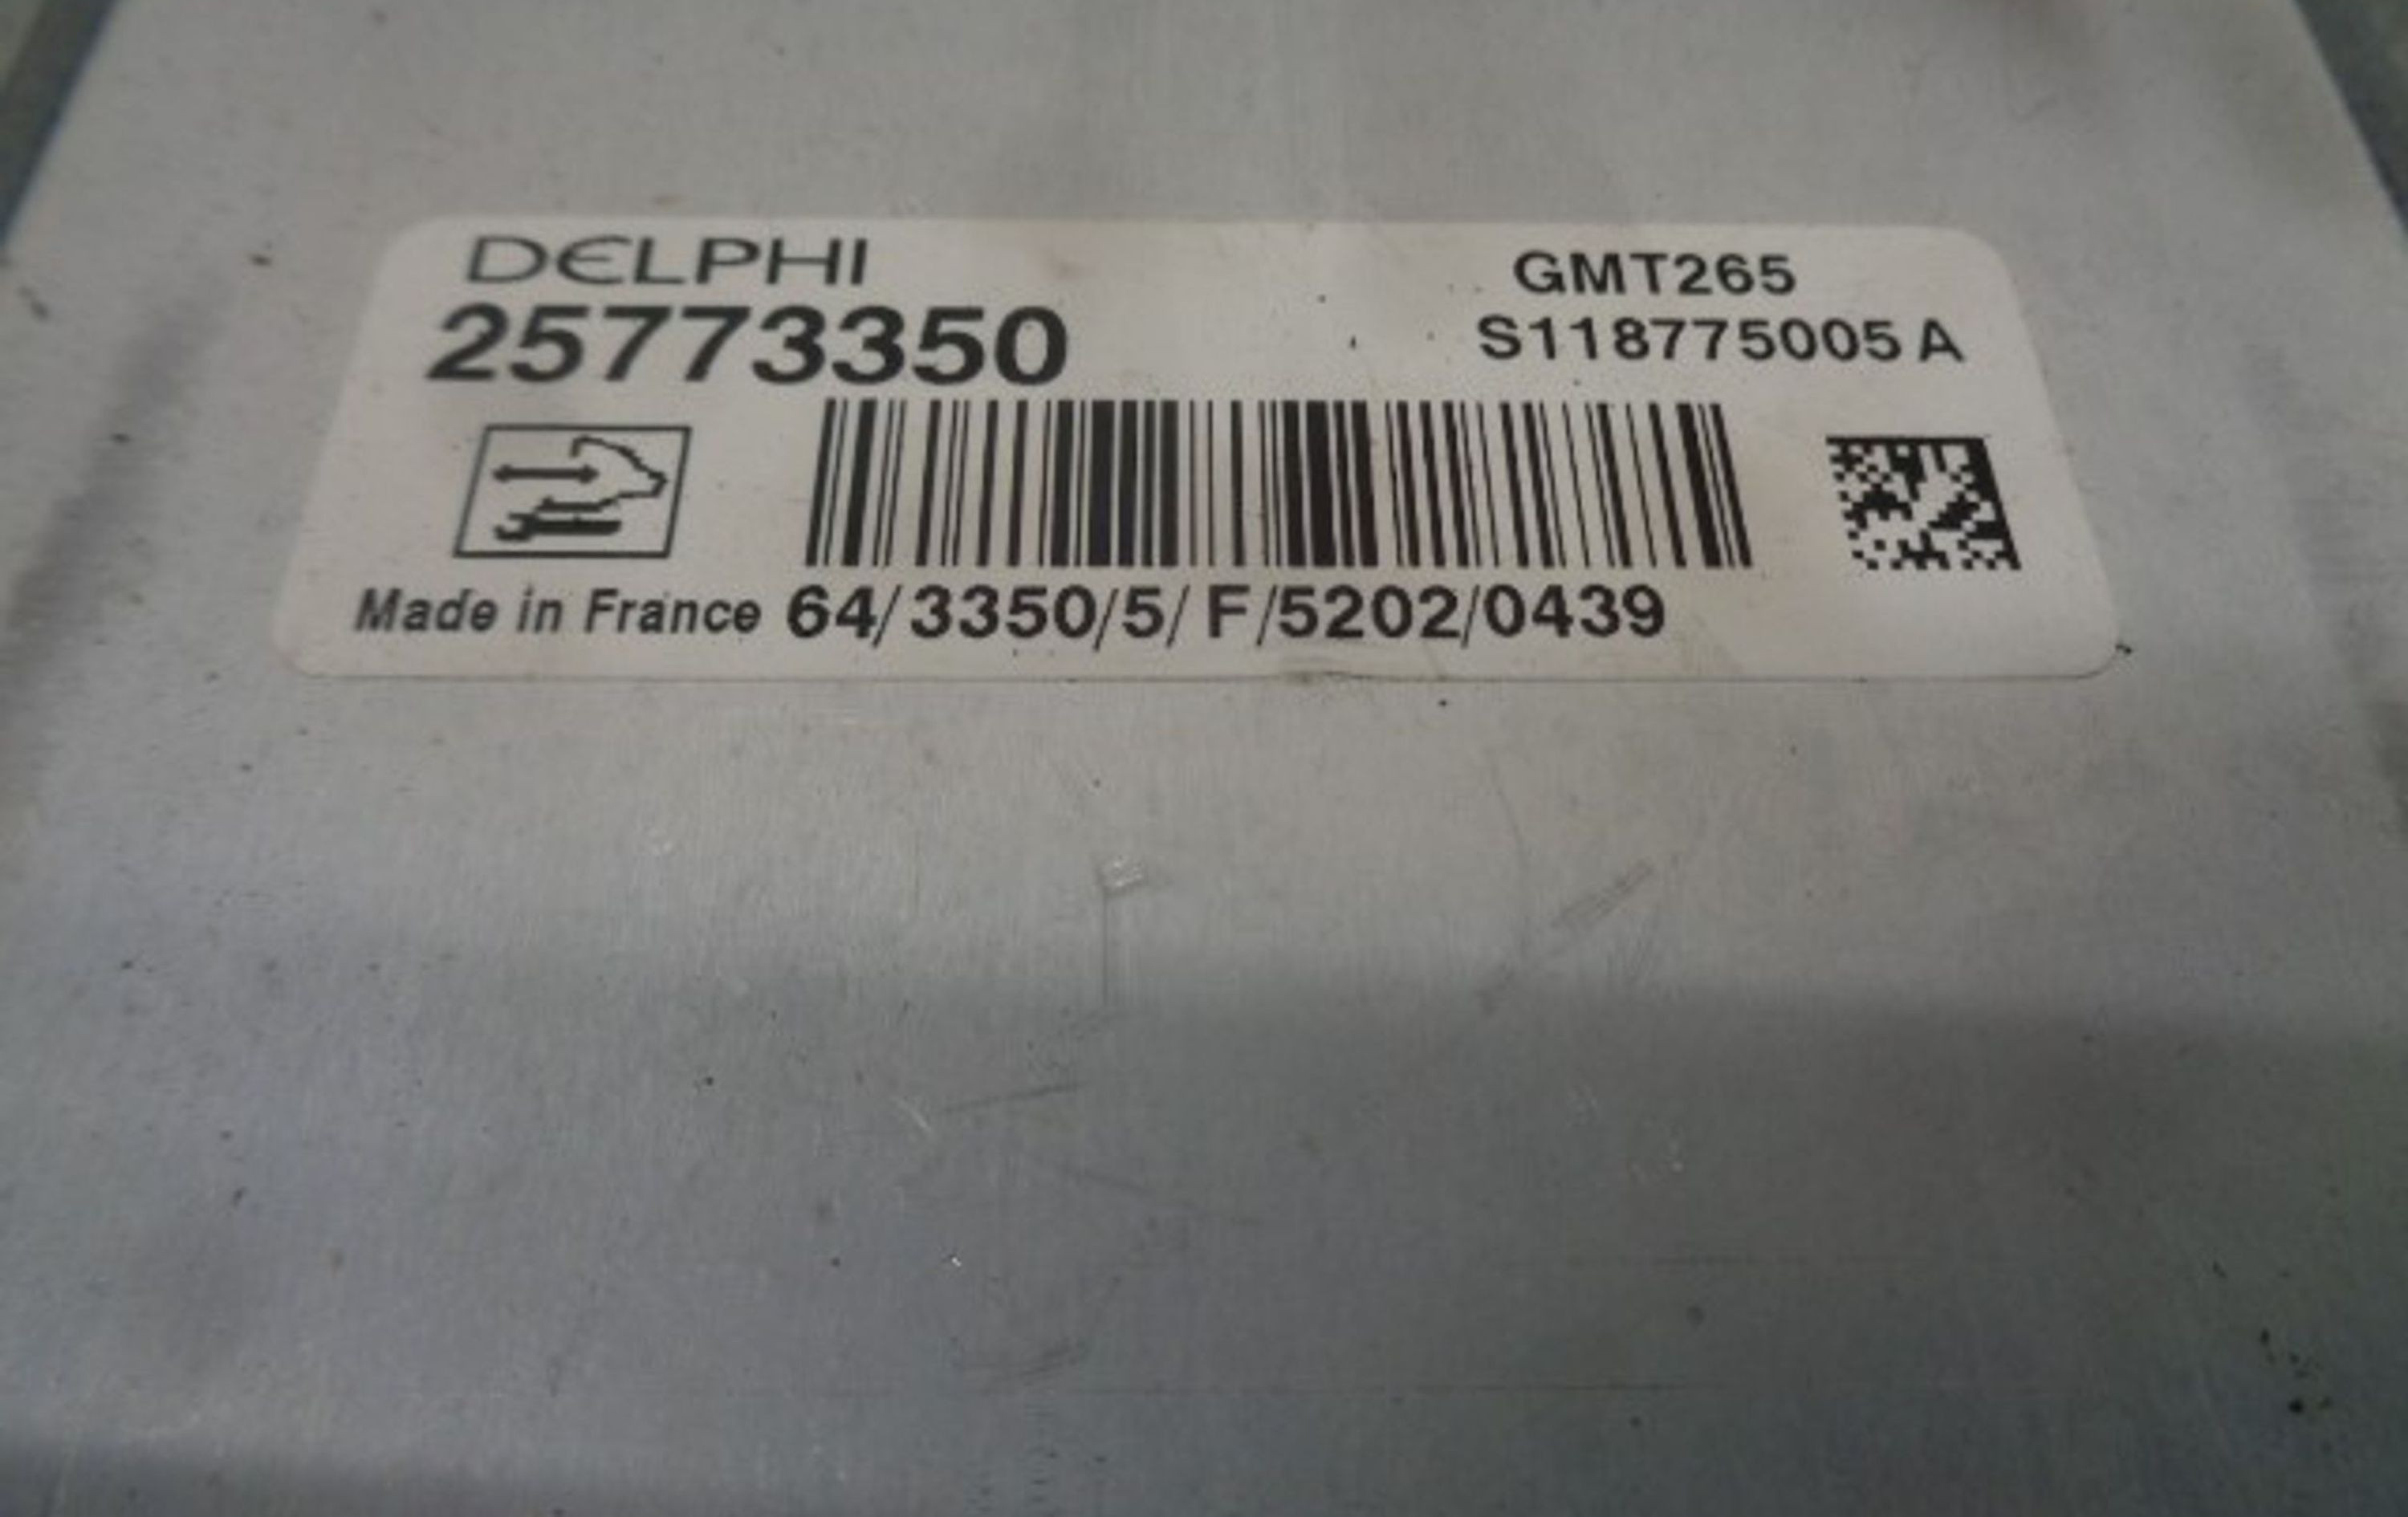 DELPHI
25773350
GMT265
S118775005 A
Made in France 64/3350/5/ F/5202/0439